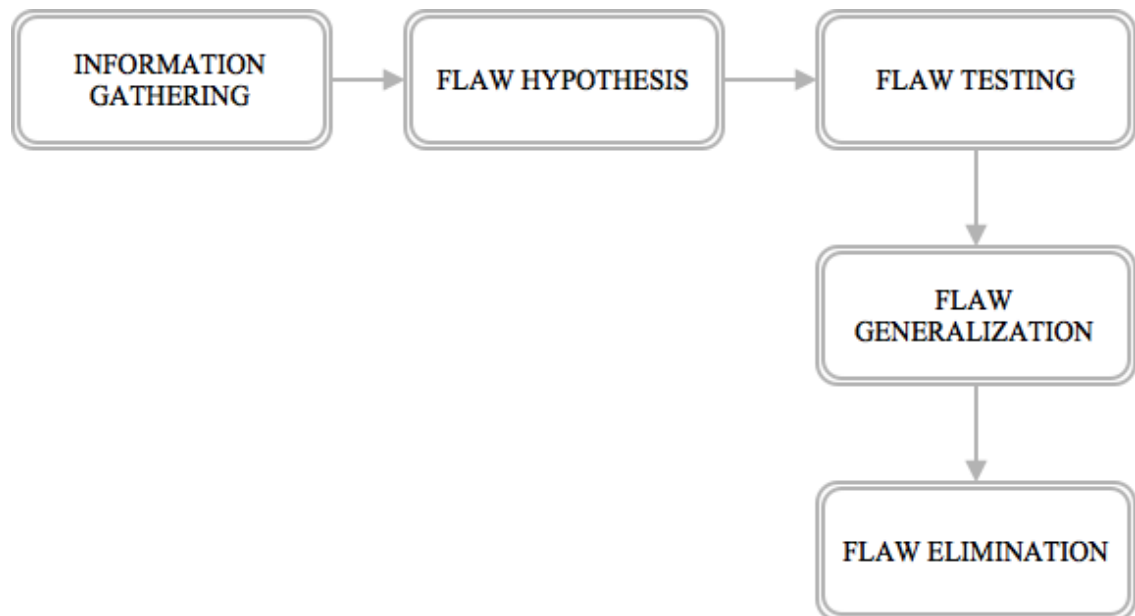 INFORMATION
GATHERING
FLAW HYPOTHESIS
FLAW TESTING
FLAW
GENERALIZATION
FLAW ELIMINATION